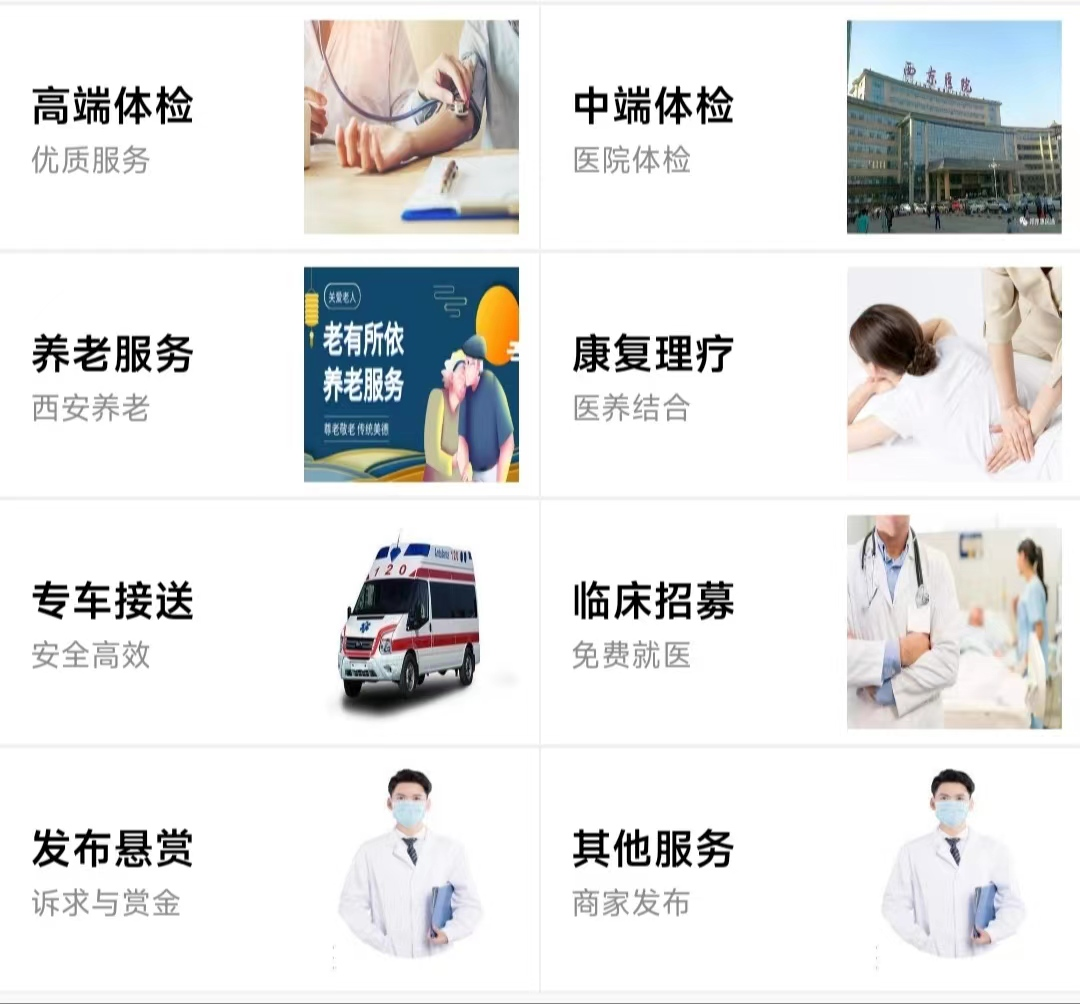 高端体检
优质服务
中端体检
医院体检
养老服务
西安养老
关爱老人
老有所依
养老服务
尊老敬老 传统美德
康复理疗
医养结合
专车接送
安全高效
120
临床招募
免费就医
发布悬赏
诉求与赏金
其他服务
商家发布